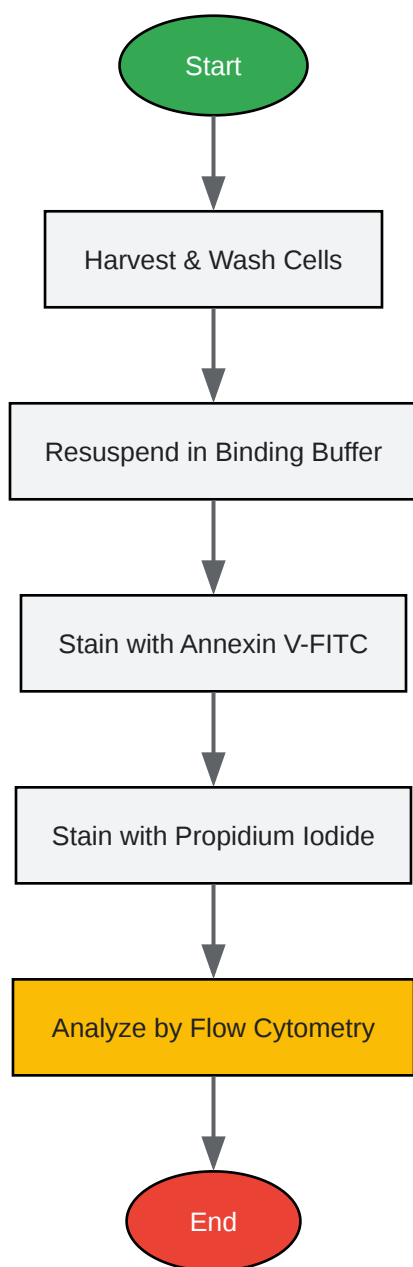 Start
Harvest & Wash Cells
Resuspend in Binding Buffer
Stain with Annexin V-FITC
Stain with Propidium Iodide
Analyze by Flow Cytometry
End